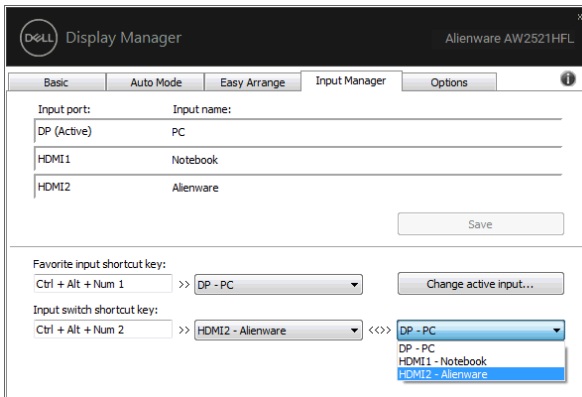 DELL Display Manager Alienware AW2521HFL
Basic Auto Mode Easy Arrange Input Manager Options
Input port: Input name:
DP (Active) PC
HDMI1 Notebook
HDMI2 Alienware
Save
Favorite input shortcut key:
Ctrl + Alt + Num 1 >> DP - PC Change active input...
Input switch shortcut key:
Ctrl + Alt + Num 2 >> HDMI2 - Alienware <<>> DP - PC
DP - PC
HDMI1 - Notebook
HDMI2 - Alienware